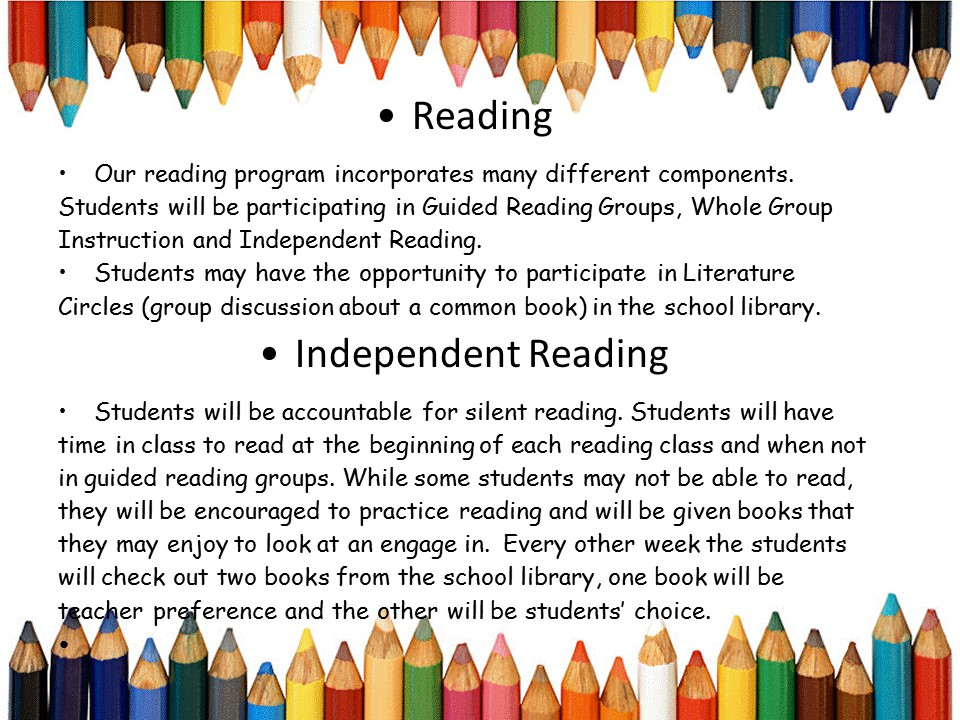 • Reading
• Our reading program incorporates many different components.
Students will be participating in Guided Reading Groups, Whole Group
Instruction and Independent Reading.
• Students may have the opportunity to participate in Literature
Circles (group discussion about a common book) in the school library.
• Independent Reading
• Students will be accountable for silent reading. Students will have
time in class to read at the beginning of each reading class and when not
in guided reading groups. While some students may not be able to read,
they will be encouraged to practice reading and will be given books that
they may enjoy to look at an engage in.  Every other week the students
will check out two books from the school library, one book will be
teacher preference and the other will be students’ choice.
•